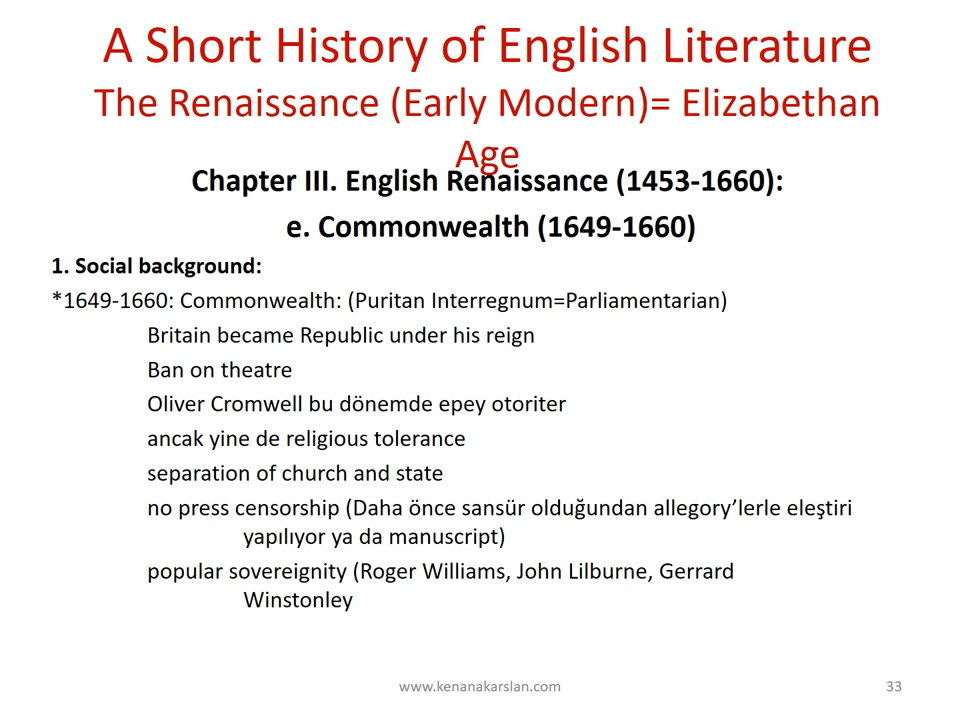 A Short History of English Literature
The Renaissance (Early Modern)= Elizabethan
Age
Chapter III. English Renaissance (1453-1660):
e. Commonwealth (1649-1660)
1. Social background:
*1649-1660: Commonwealth: (Puritan Interregnum=Parliamentarian)
Britain became Republic under his reign
Ban on theatre
Oliver Cromwell bu dönemde epey otoriter
ancak yine de religious tolerance
separation of church and state
no press censorship (Daha önce sansür olduğundan allegory’lerle eleştiri
yapılıyor ya da manuscript)
popular sovereignity (Roger Williams, John Lilburne, Gerrard
Winstonley
www.kenanakarslan.com 33